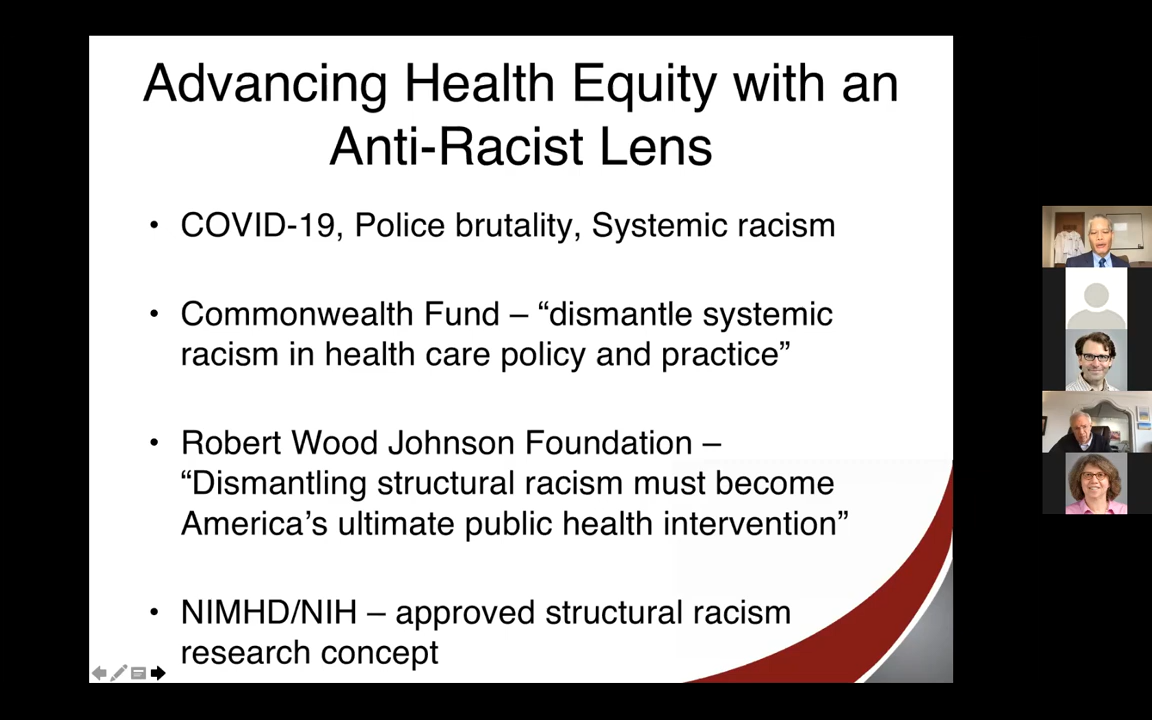 Advancing Health Equity with an
Anti-Racist Lens
• COVID-19, Police brutality, Systemic racism
• Commonwealth Fund – “dismantle systemic
racism in health care policy and practice”
• Robert Wood Johnson Foundation –
“Dismantling structural racism must become
America’s ultimate public health intervention”
• NIMHD/NIH – approved structural racism
research concept